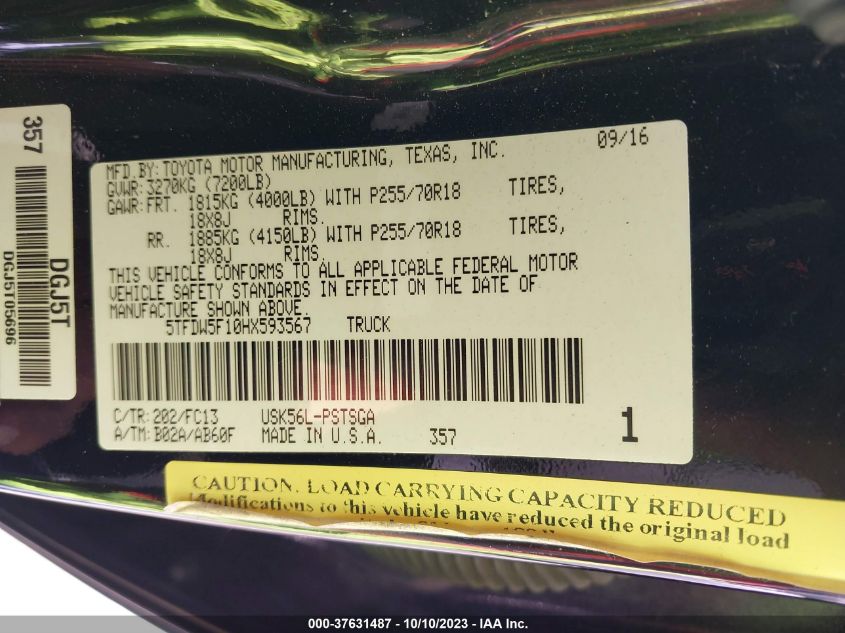 357
DGJ5T
DGJ5T05696
09/16
MFD.BY: TOYOTA MOTOR MANUFACTURING, TEXAS, INC.
GVWR: 3270KG (7200LB)
GAWR: FRT. 1815KG (4000LB) WITH P255/70R18 TIRES,
18X8J RIMS.
RR. 1885KG (4150LB) WITH P255/70R18 TIRES,
18X8J RIMS.
THIS VEHICLE CONFORMS TO ALL APPLICABLE FEDERAL MOTOR
VEHICLE SAFETY STANDARDS IN EFFECT ON THE DATE OF
MANUFACTURE SHOWN ABOVE.
5TFDW5F10HX593567 TRUCK
C/TR: 202/FC13 USK56L-PSTSGA
A/TM: B02A/AB60F MADE IN U.S.A. 357
1
CAUTION. LOAD CARRYING CAPACITY REDUCED
Modifications to this vehicle have reduced the original load
000-37631487 - 10/10/2023 - IAA Inc.